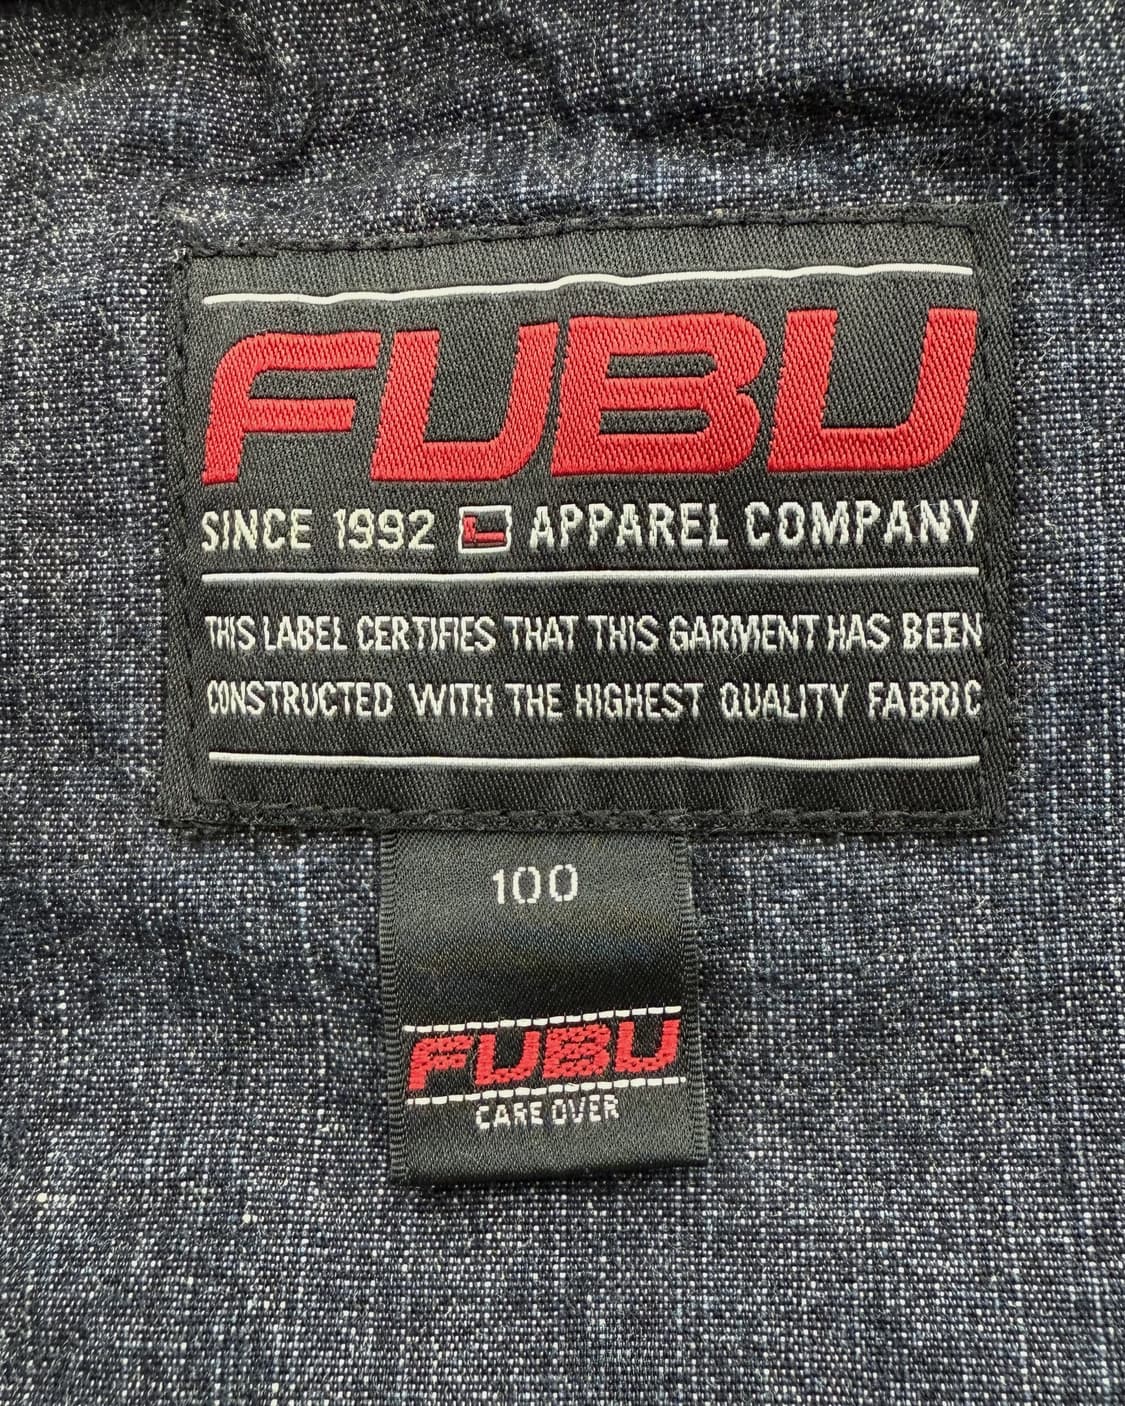 FUBU
SINCE 1992 APPAREL COMPANY
THIS LABEL CERTIFIES THAT THIS GARMENT HAS BEEN
CONSTRUCTED WITH THE HIGHEST QUALITY FABRIC
100
FUBU
CARE OVER